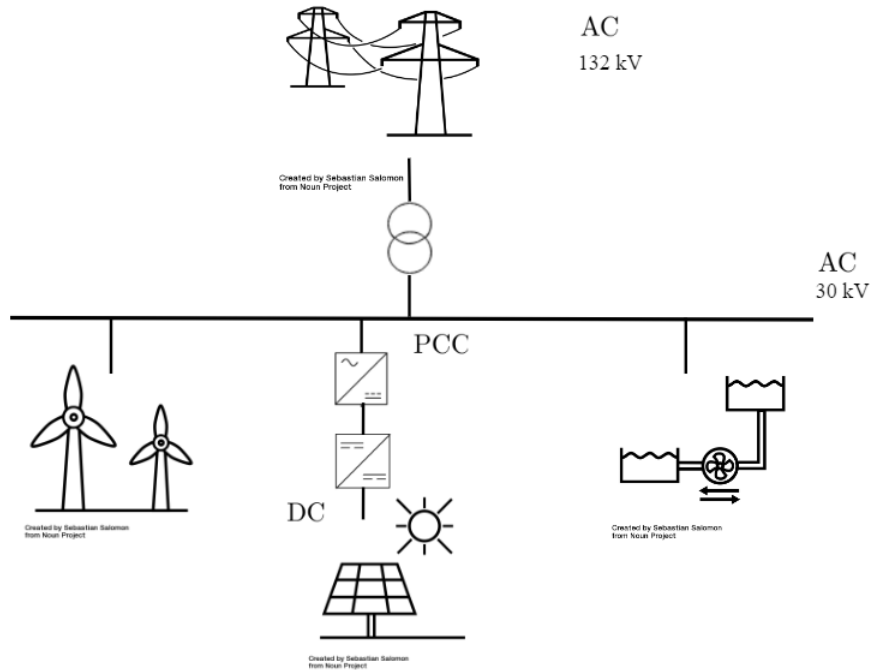 AC
132 kV
Created by Sebastian Salomon
from Noun Project
AC
30 kV
PCC
DC
Created by Sebastian Salomon
from Noun Project
Created by Sebastian Salomon
from Noun Project
Created by Sebastian Salomon
from Noun Project